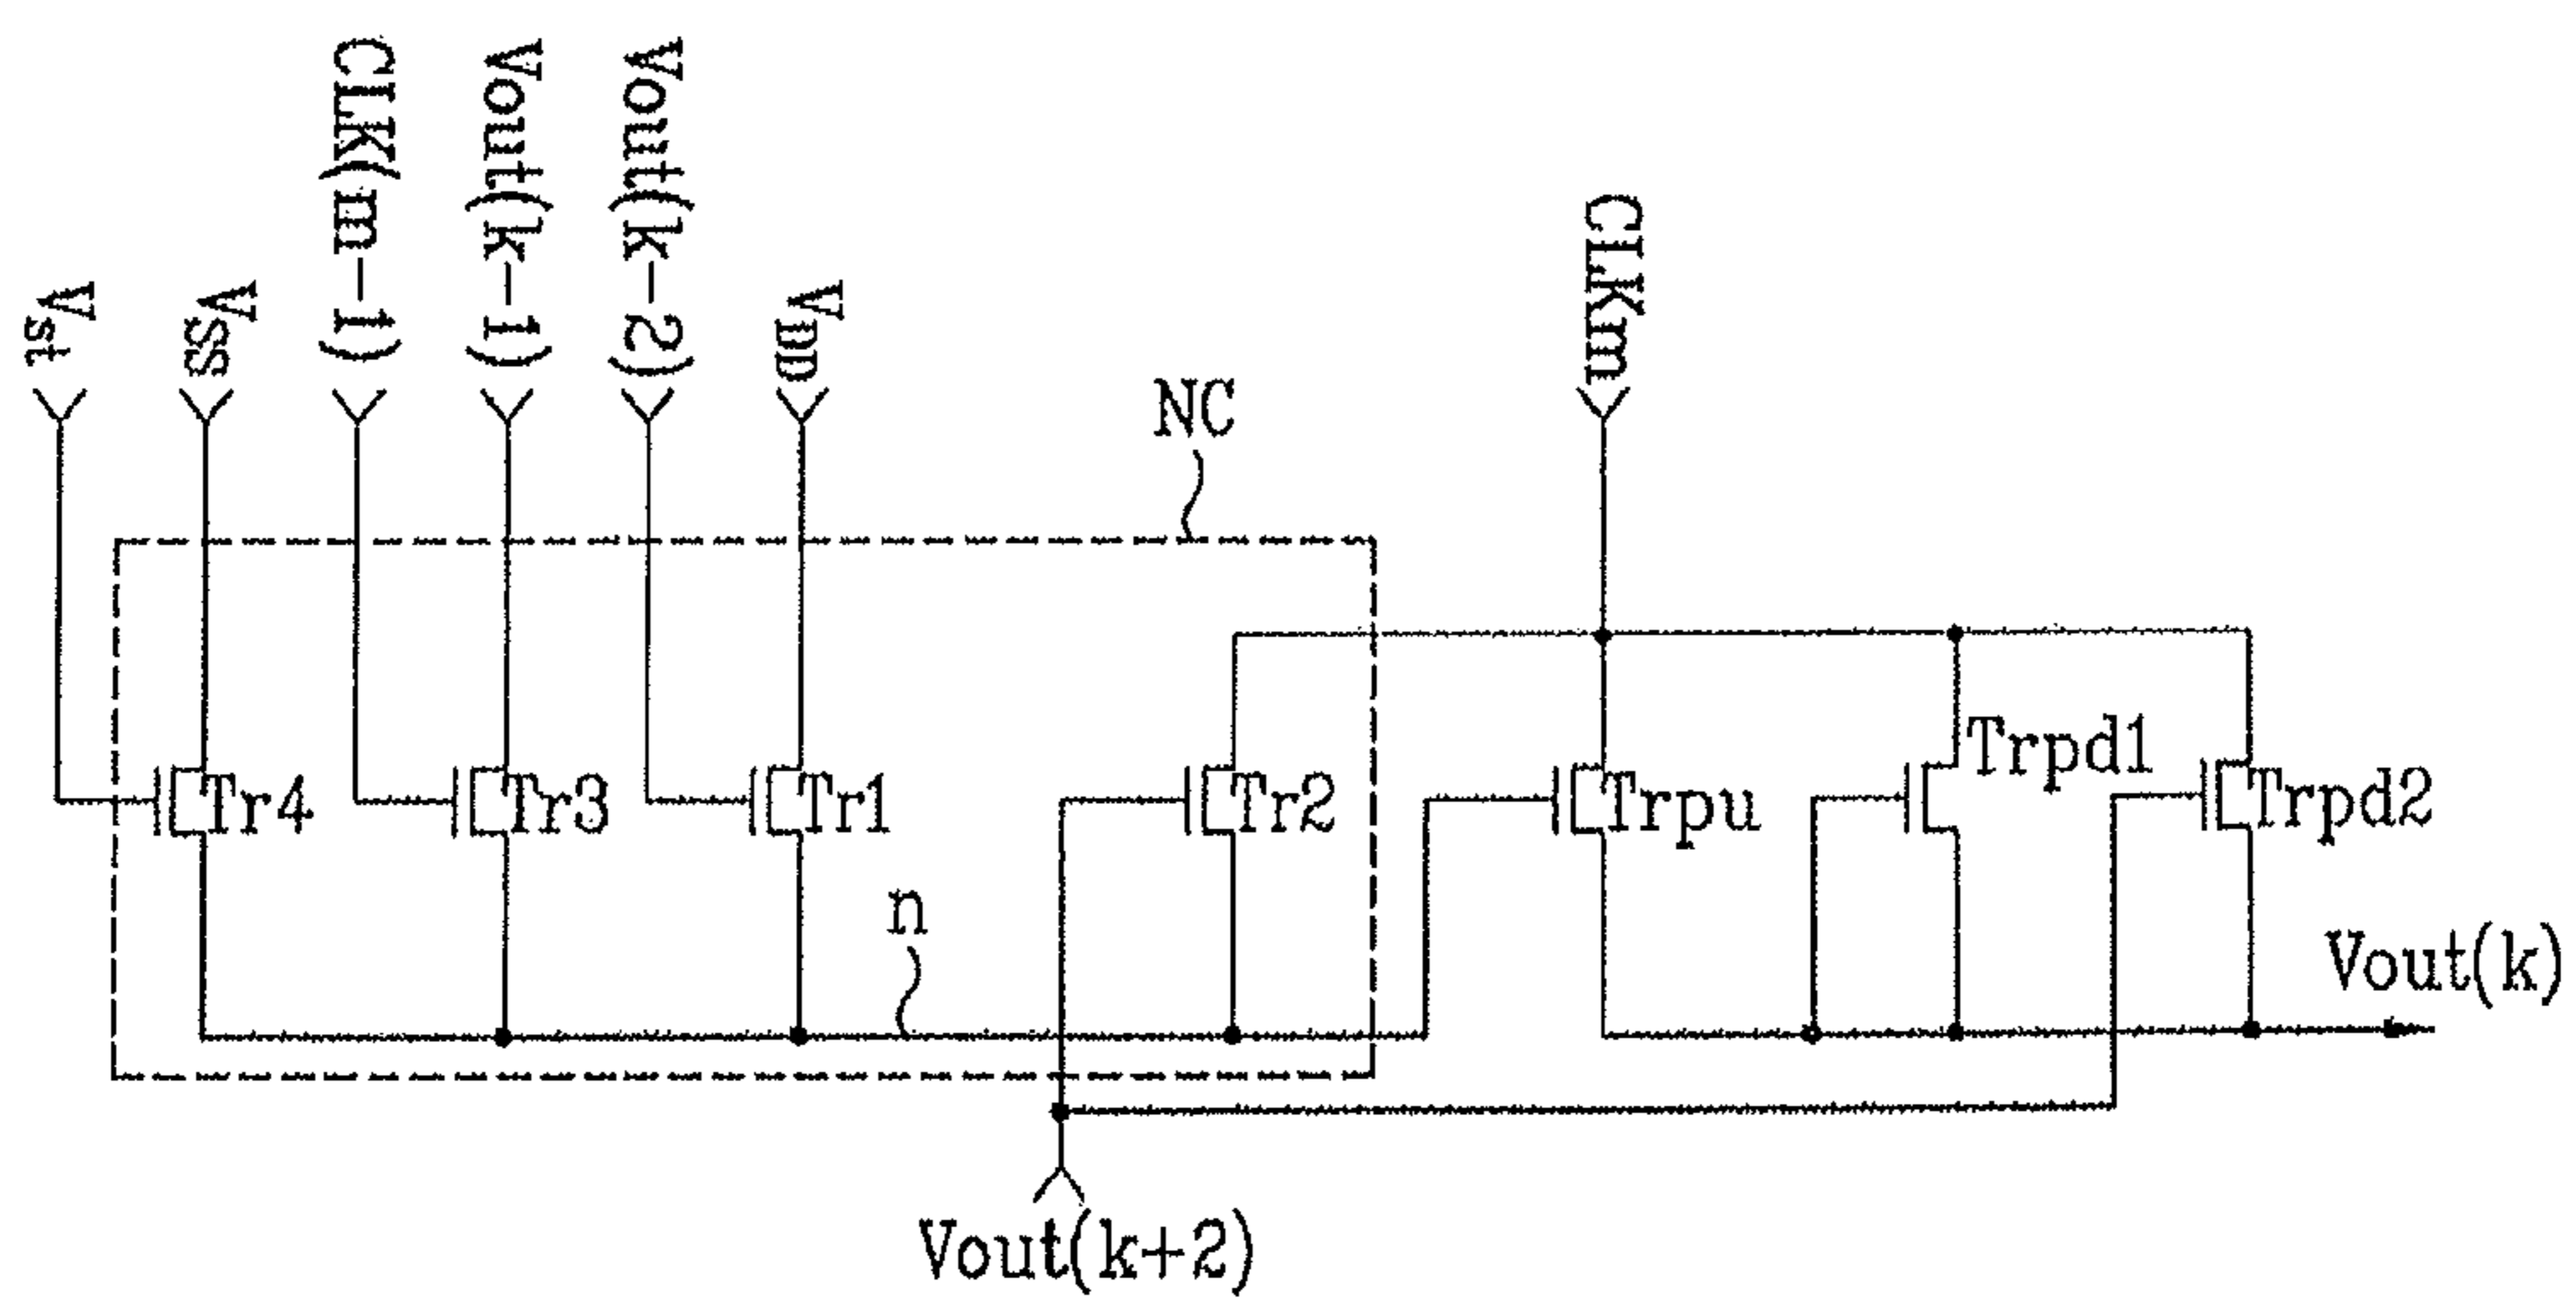 Vst
VSS
CLK(m-1)
Vout(k-1)
Vout(k-2)
VDD
CLKm
NC
Tr4
Tr3
Tr1
Tr2
Trpu
Trpd1
Trpd2
n
Vout(k)
Vout(k+2)